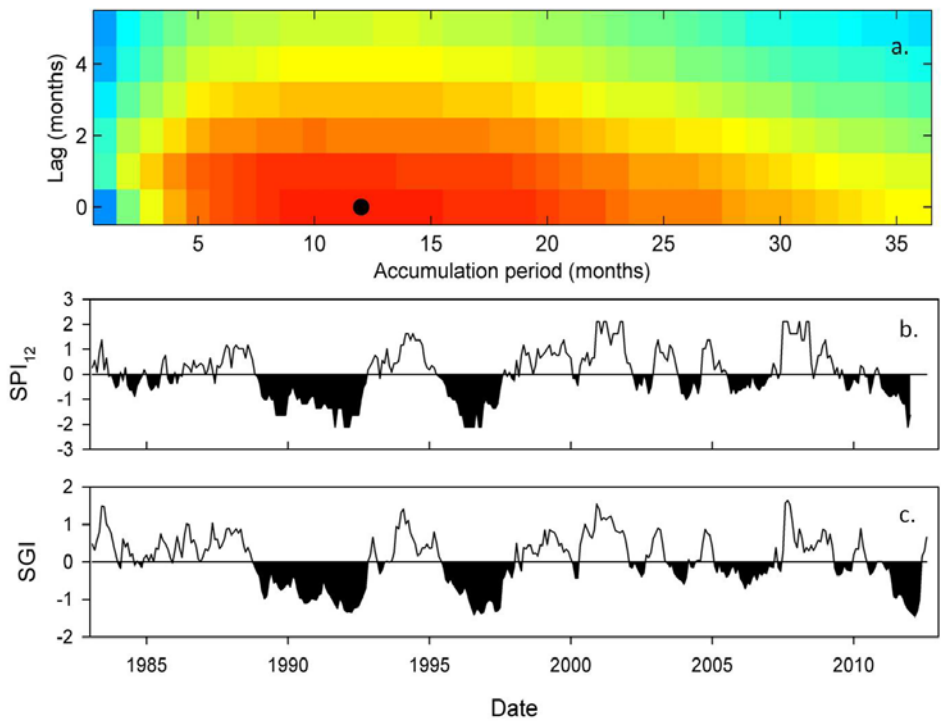 a.
4
2
0
Lag (months)
5 10 15 20 25 30 35
Accumulation period (months)
b.
3
2
1
0
-1
-2
-3
SPI12
c.
2
1
0
-1
-2
SGI
1985 1990 1995 2000 2005 2010
Date